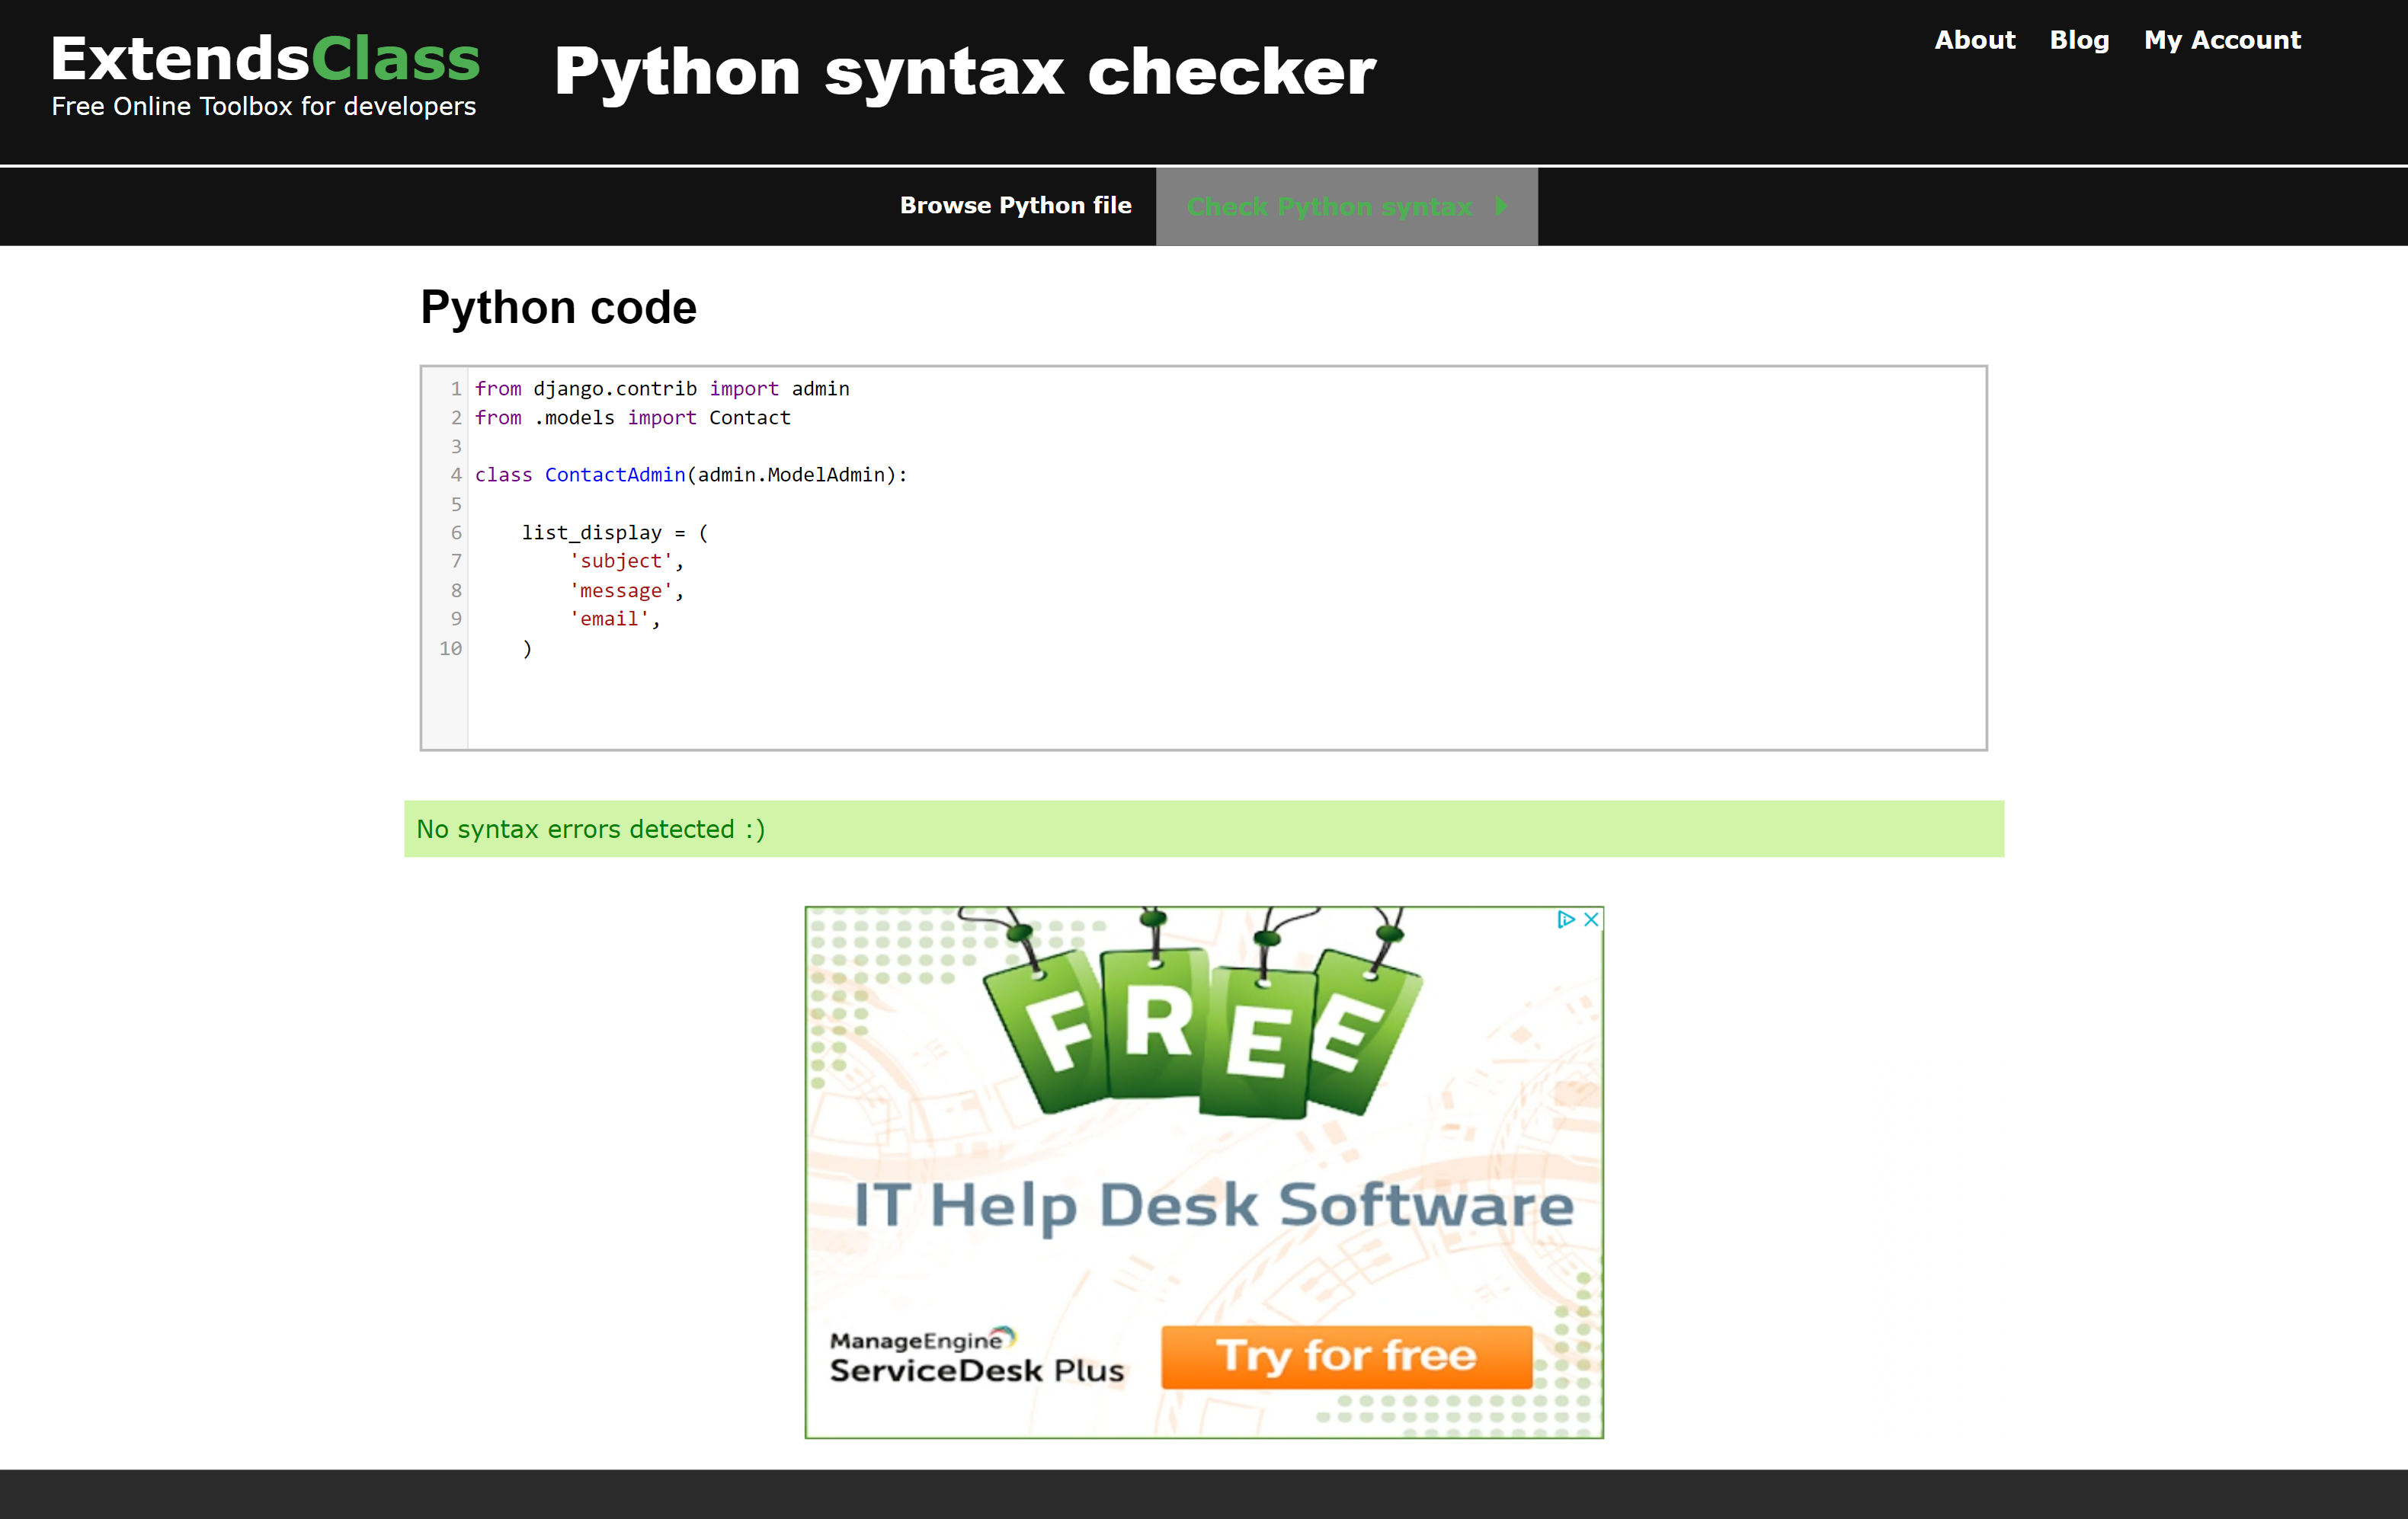 ExtendsClass
Free Online Toolbox for developers
Python syntax checker
About Blog My Account
Browse Python file Check Python syntax
Python code
1 from django.contrib import admin
2 from .models import Contact
3
4 class ContactAdmin(admin.ModelAdmin):
5
6     list_display = (
7         'subject',
8         'message',
9         'email',
10     )
No syntax errors detected :)
FREE
IT Help Desk Software
ManageEngine
ServiceDesk Plus
Try for free